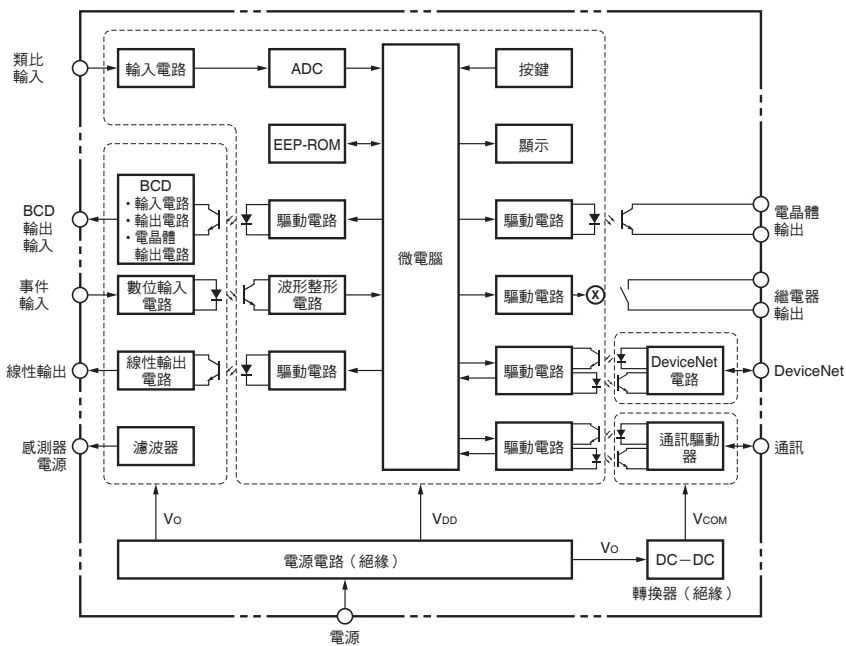 類比
輸入
輸入電路
ADC
按鍵
EEP-ROM
顯示
BCD
輸出
輸入
BCD
・輸入電路
・輸出電路
・電晶體
輸出電路
驅動電路
微電腦
驅動電路
電晶體
輸出
事件
輸入
數位輸入
電路
波形整形
電路
驅動電路
X
繼電器
輸出
線性輸出
線性輸出
電路
驅動電路
驅動電路
DeviceNet
電路
DeviceNet
感測器
電源
濾波器
驅動電路
通訊驅動
器
通訊
VO
VDD
VCOM
電源電路（絕緣）
VO
DC－DC
轉換器（絕緣）
電源